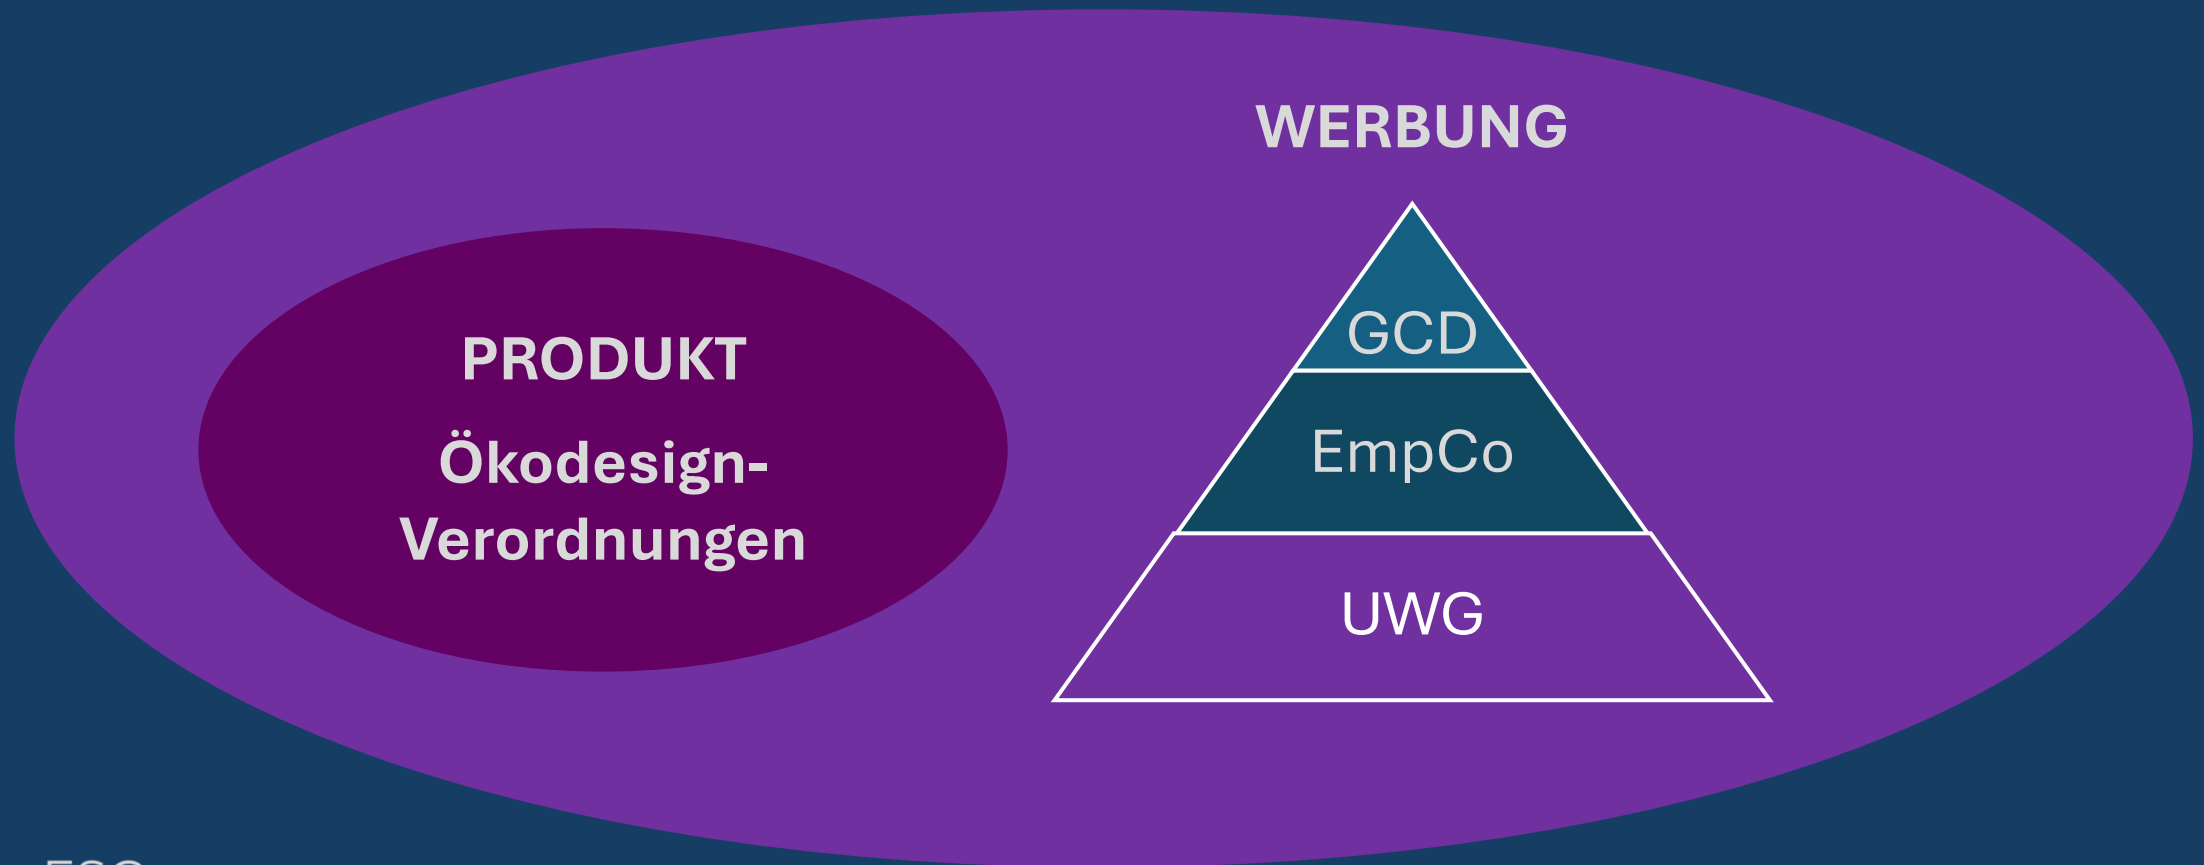 WERBUNG
GCD
PRODUKT
EmpCo
Ökodesign-
Verordnungen
UWG